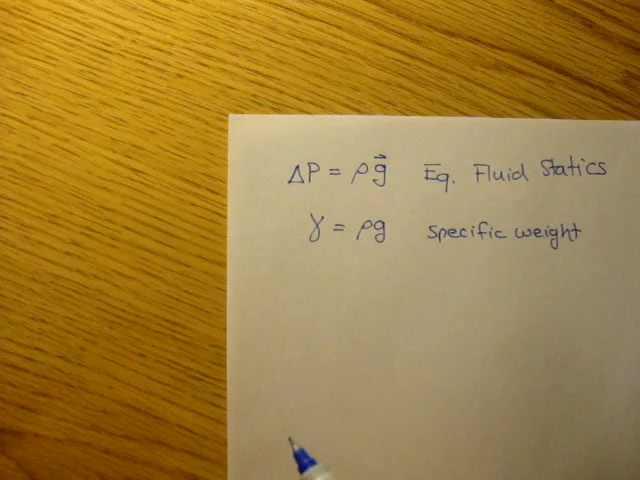 ΔP = ρg⃗ Eq. Fluid Statics
γ = ρg specific weight